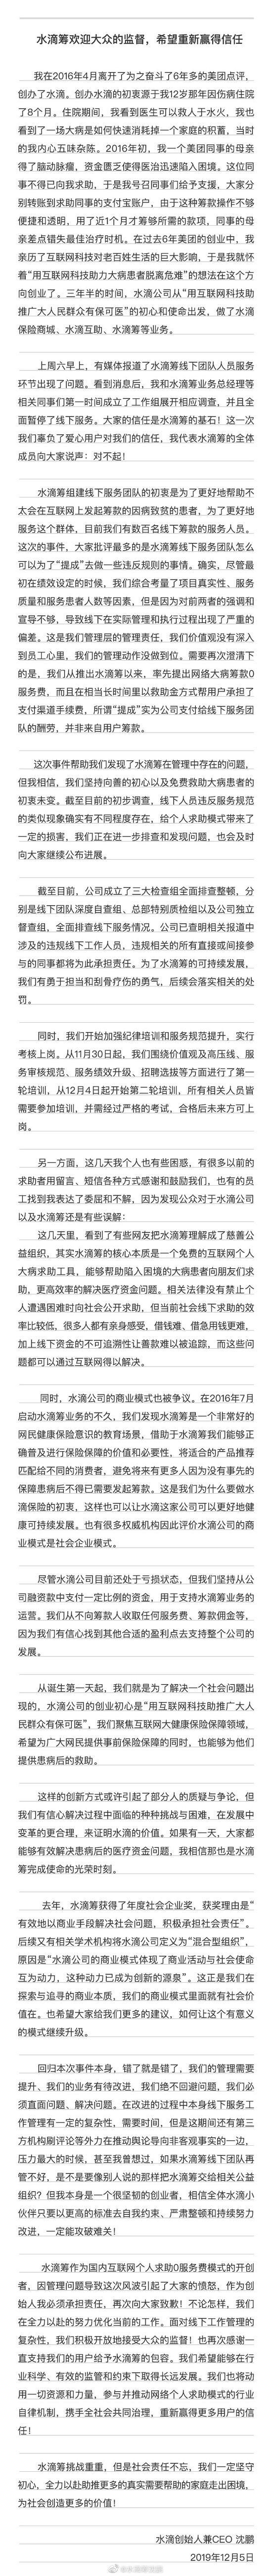 水滴筹欢迎大众的监督，希望重新赢得信任
我在2016年4月离开了为之奋斗了6年多的美团点评，
创办了水滴。创办水滴的初衷源于我12岁那年因伤病住院
了8个月。住院期间，我看到医生可以救人于水火，我也
看到了一场大病是如何快速消耗掉一个家庭的积蓄，当时
的我内心五味杂陈。2016年初，我一个美团同事的母亲
得了脑动脉瘤，资金匮乏使得医治迅速陷入困境。这位同
事不得已向我求助，于是我号召同事们给予支援，大家分
别转账到求助同事的支付宝账户，由于这种筹款操作不够
便捷和透明，用了近1个月才筹够所需的款项，同事的母
亲差点错失最佳治疗时机。在过去6年美团的创业中，我
亲历了互联网科技对老百姓生活的巨大影响，于是我就怀
着“用互联网科技助力大病患者脱离危难”的想法在这个方
向创业了。三年半的时间，水滴公司从“用互联网科技助
推广大人民群众有保可医”的初心和使命出发，做了水滴
保险商城、水滴互助、水滴筹等业务。
上周六早上，有媒体报道了水滴筹线下团队人员服务
环节出现了问题。看到消息后，我和水滴筹业务总经理等
相关同事们第一时间成立了工作组展开相应调查，并且全
面暂停了线下服务。大家的信任是水滴筹的基石！这一次
我们辜负了爱心用户对我们的信任，我代表水滴筹的全体
成员向大家说声：对不起！
水滴筹组建线下服务团队的初衷是为了更好地帮助不
太会在互联网上发起筹款的因病致贫的患者，为了更好地
服务这个群体，目前我们有数百名线下筹款的服务人员。
这次的事件，大家批评最多的是水滴筹线下服务团队怎么
可以为了“提成”去做一些违反规则的事情。确实，尽管最
初在绩效设定的时候，我们综合考量了项目真实性、服务
质量和服务患者人数等因素，但是因为对前两者的强调和
宣导不够，导致线下在实际管理和执行过程出现了严重的
偏差。这是我们管理层的管理责任，我们价值观没有深入
到员工心里，我们的管理动作没做到位。需要再次澄清下
的是，我们从推出水滴筹以来，率先提出网络大病筹款0
服务费，而且在相当长时间里以救助金方式帮用户承担了
支付渠道手续费，所谓“提成”实为公司支付给线下服务团
队的酬劳，并非来自用户筹款。
这次事件帮助我们发现了水滴筹在管理中存在的问题，
但我相信，我们坚持向善的初心以及免费救助大病患者的
初衷未变。截至目前的初步调查，线下人员违反服务规范
的类似现象确实有不同程度存在，给个人求助模式带来了
一定的损害，我们正在进一步排查和发现问题，也会及时
向大家继续公布进展。
截至目前，公司成立了三大检查组全面排查整顿，分
别是线下团队深度自查组、总部特别质检组以及公司独立
督查组，全面排查线下服务情况。公司已查明相关报道中
涉及的违规线下工作人员，违规相关的所有直接或间接参
与的同事都将为此承担责任。为了水滴筹的可持续发展，
我们有勇于担当和刮骨疗伤的勇气，后续会落实相关的处
罚。
同时，我们开始加强纪律培训和服务规范提升，实行
考核上岗。从11月30日起，我们围绕价值观及高压线、服
务审核规范、服务绩效升级、招聘选拔等方面进行了第一
轮培训，从12月4日起开始第二轮培训，所有相关人员皆
需要参加培训，并需经过严格的考试，合格后未来方可上
岗。
另一方面，这几天我个人也有些困惑，有很多以前的
求助者用留言、短信各种方式感谢和鼓励我们，也有的员
工找到我表达了委屈和不解，因为发现公众对于水滴公司
以及水滴筹还是有些误解：
这几天里，看到了有些网友把水滴筹理解成了慈善公
益组织，其实水滴筹的核心本质是一个免费的互联网个人
大病求助工具，能够帮助陷入困境的大病患者向朋友们求
助，更高效率的解决医疗资金问题。相关法律没有禁止个
人遭遇困难时向社会公开求助，但当前社会线下求助的效
率比较低，很多人都有亲身感受，借钱难、借急用钱更难，
加上线下资金的不可追溯性让善款难以被追踪，而这些问
题都可以通过互联网得以解决。
同时，水滴公司的商业模式也被争议。在2016年7月
启动水滴筹业务的不久，我们发现水滴筹是一个非常好的
网民健康保险意识的教育场景，借助于水滴筹我们能够正
确普及进行保险保障的价值和必要性，将适合的产品推荐
匹配给不同的消费者，避免将来有更多人因为没有事先的
保障患病后不得已需要发起筹款。这是我们为什么要做水
滴保险的初衷，这样也可以让水滴这家公司可以更好地健
康可持续发展。也有很多权威机构因此评价水滴公司的商
业模式是社会企业模式。
尽管水滴公司目前还处于亏损状态，但我们坚持从公
司融资款中支付一定比例的资金，用于支持水滴筹业务的
运营。我们从不向筹款人收取任何服务费、筹款佣金等，
因为我们有信心找到其他合适的盈利点去支持整个公司的
发展。
从诞生第一天起，我们就是为了解决一个社会问题出
现的，水滴公司的创业初心是“用互联网科技助推广大人
民群众有保可医”，我们聚焦互联网大健康保险保障领域，
希望为广大网民提供事前保险保障的同时，也能够为他们
提供患病后的救助。
这样的创新方式或许引起了部分人的质疑与争论，但
我们有信心解决过程中面临的种种挑战与困难，在发展中
变革的更合理，来证明水滴的价值。如果有一天，大家都
能够有效解决患病后的医疗资金问题，我相信那也是水滴
筹完成使命的光荣时刻。
去年，水滴筹获得了年度社会企业奖，获奖理由是“
有效地以商业手段解决社会问题，积极承担社会责任”。
后续又有相关学术机构将水滴公司定义为“混合型组织”，
原因是“水滴公司的商业模式体现了商业活动与社会使命
互为动力，这种动力已成为创新的源泉”。这正是我们在
探索与追寻的商业本质，我们的商业模式里面就有社会价
值在。也希望大家给我们更多的建议，如何让这个有意义
的模式继续升级。
回归本次事件本身，错了就是错了，我们的管理需要
提升、我们的业务有待改进，我们绝不回避问题，我们必
须直面问题、解决问题。在改进的过程中本身线下服务工
作管理有一定的复杂性，需要时间，但是这期间还有第三
方机构刷评论等外力在推动舆论导向非客观事实的一边，
压力最大的时候，甚至我曾想过，如果水滴筹线下团队再
管不好，是不是要像别人说的那样把水滴筹交给相关公益
组织？但我本身是一个很坚韧的创业者，相信全体水滴小
伙伴只要以更高的标准去自我约束、严肃整顿和持续努力
改进，一定能攻破难关！
水滴筹作为国内互联网个人求助0服务费模式的开创
者，因管理问题导致这次风波引起了大家的愤怒，作为创
始人我必须承担责任，再次向大家致歉！不论怎样，我们
在全力以赴的努力优化当前的工作。面对线下工作管理的
复杂性，我们积极开放地接受大众的监督！也再次感谢一
直支持我们的用户给予水滴筹的包容。我们希望能够在行
业科学、有效的监管和约束下取得长远发展。我们也将动
用一切资源和力量，参与并推动网络个人求助模式的行业
自律机制，携手全社会共同治理，重新赢得更多用户的信
任！
水滴筹挑战重重，但是社会责任不忘，我们一定坚守
初心，全力以赴助推更多的真实需要帮助的家庭走出困境，
为社会创造更多的价值！
水滴创始人兼CEO 沈鹏
2019年12月5日